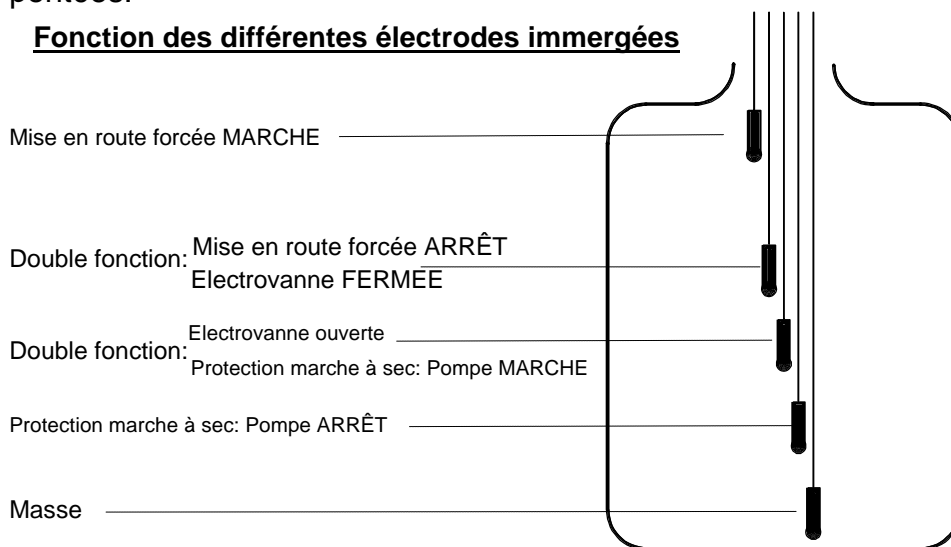 Fonction des différentes électrodes immergées
Mise en route forcée MARCHE
Double fonction: Mise en route forcée ARRÊT
Electrovanne FERMEE
Double fonction: Electrovanne ouverte
Protection marche à sec: Pompe MARCHE
Protection marche à sec: Pompe ARRÊT
Masse